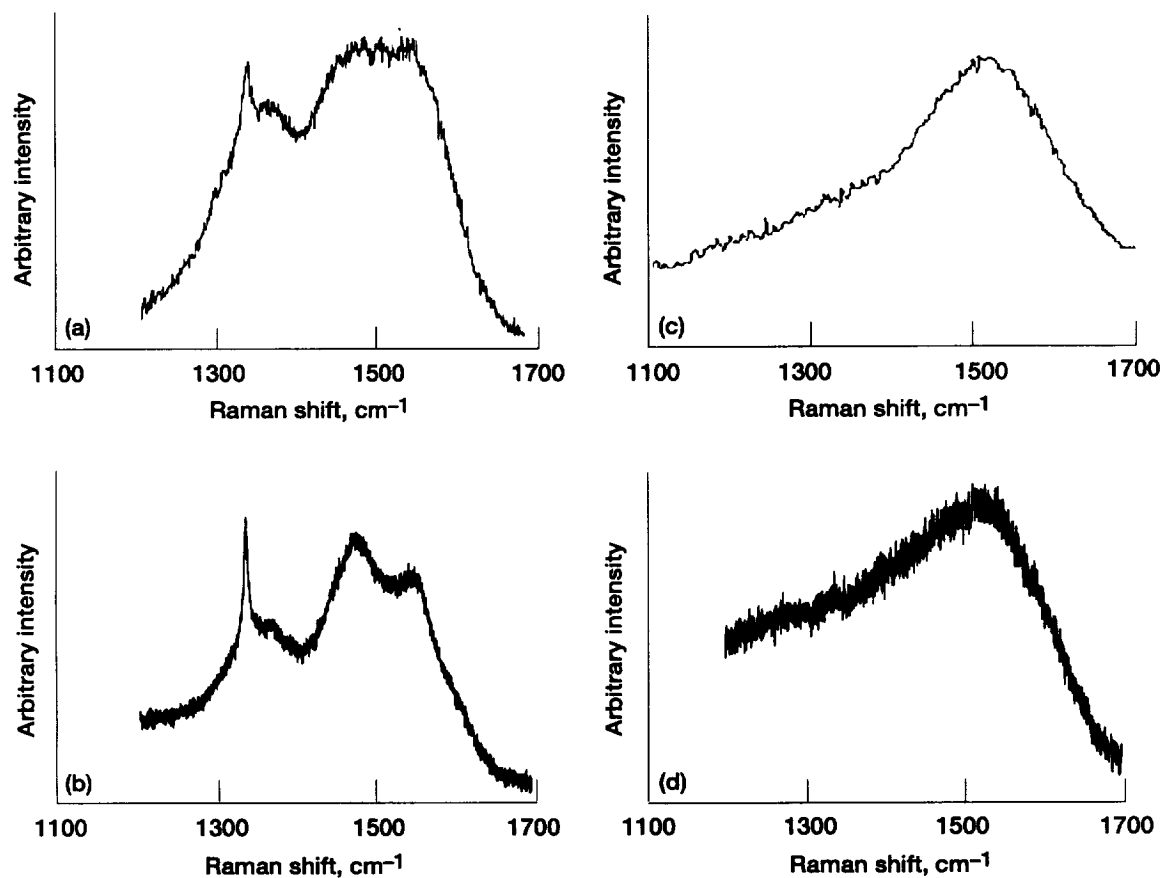 Arbitrary intensity
(a)
1100 1300 1500 1700
Raman shift, cm–1
Arbitrary intensity
(c)
1100 1300 1500 1700
Raman shift, cm–1
Arbitrary intensity
(b)
1100 1300 1500 1700
Raman shift, cm–1
Arbitrary intensity
(d)
1100 1300 1500 1700
Raman shift, cm–1